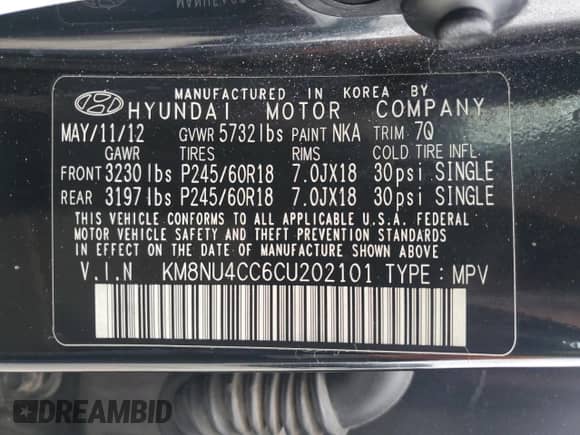 MANUFACTURED IN KOREA BY
HYUNDAI MOTOR COMPANY
MAY/11/12 GVWR 5732lbs PAINT NKA TRIM 7Q
GAWR TIRES RIMS COLD TIRE INFL.
FRONT 3230lbs P245/60R18 7.0JX18 30psi SINGLE
REAR 3197lbs P245/60R18 7.0JX18 30psi SINGLE
THIS VEHICLE CONFORMS TO ALL APPLICABLE U.S.A. FEDERAL
MOTOR VEHICLE SAFETY AND THEFT PREVENTION STANDARDS
IN EFFECT ON THE DATE OF MANUFACTURE SHOWN ABOVE.
V.I.N KM8NU4CC6CU202101 TYPE : MPV
DREAMBID